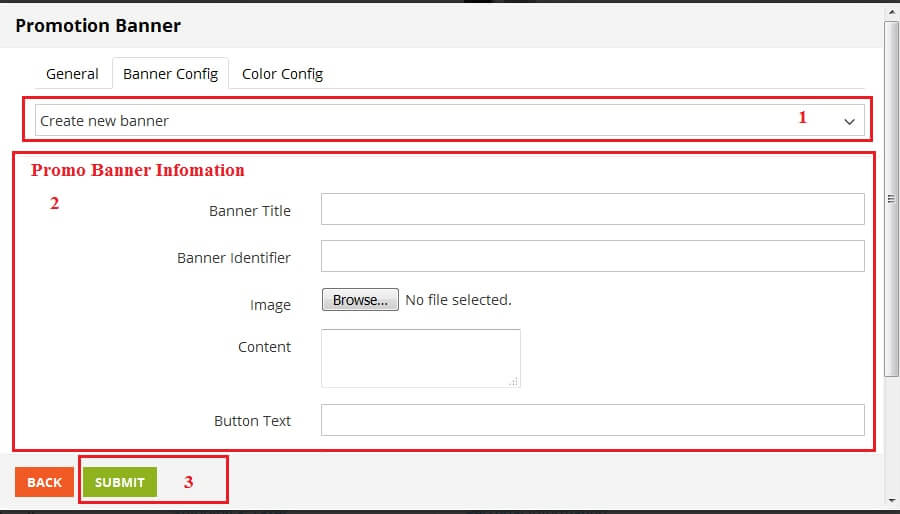 Promotion Banner
General Banner Config Color Config
Create new banner 1
Promo Banner Infomation
2
Banner Title
Banner Identifier
Image Browse... No file selected.
Content
Button Text
BACK SUBMIT 3